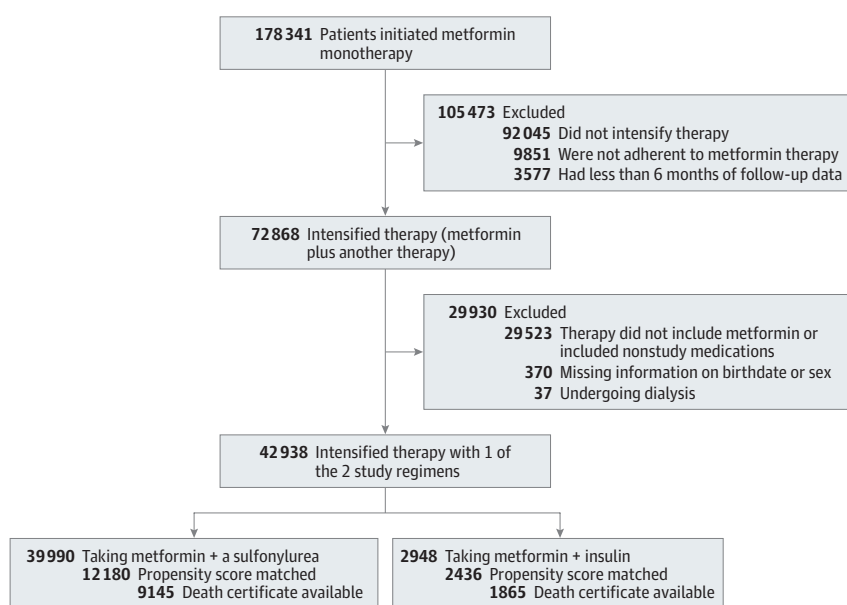 178341 Patients initiated metformin
monotherapy
105473 Excluded
92045 Did not intensify therapy
9851 Were not adherent to metformin therapy
3577 Had less than 6 months of follow-up data
72868 Intensified therapy (metformin
plus another therapy)
29930 Excluded
29523 Therapy did not include metformin or
included nonstudy medications
370 Missing information on birthdate or sex
37 Undergoing dialysis
42938 Intensified therapy with 1 of
the 2 study regimens
39990 Taking metformin + a sulfonylurea
12180 Propensity score matched
9145 Death certificate available
2948 Taking metformin + insulin
2436 Propensity score matched
1865 Death certificate available